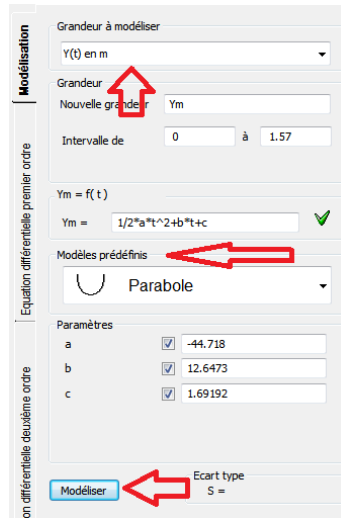 Grandeur à modéliser
Y(t) en m
Grandeur
Nouvelle grandeur Ym
Intervalle de 0 à 1.57
Ym = f( t )
Ym = 1/2*a*t^2+b*t+c
Modèles prédéfinis
Parabole
Paramètres
a -44.718
b 12.6473
c 1.69192
Modéliser
Ecart type
S =
Modélisation
Equation différentielle premier ordre
on différentielle deuxième ordre